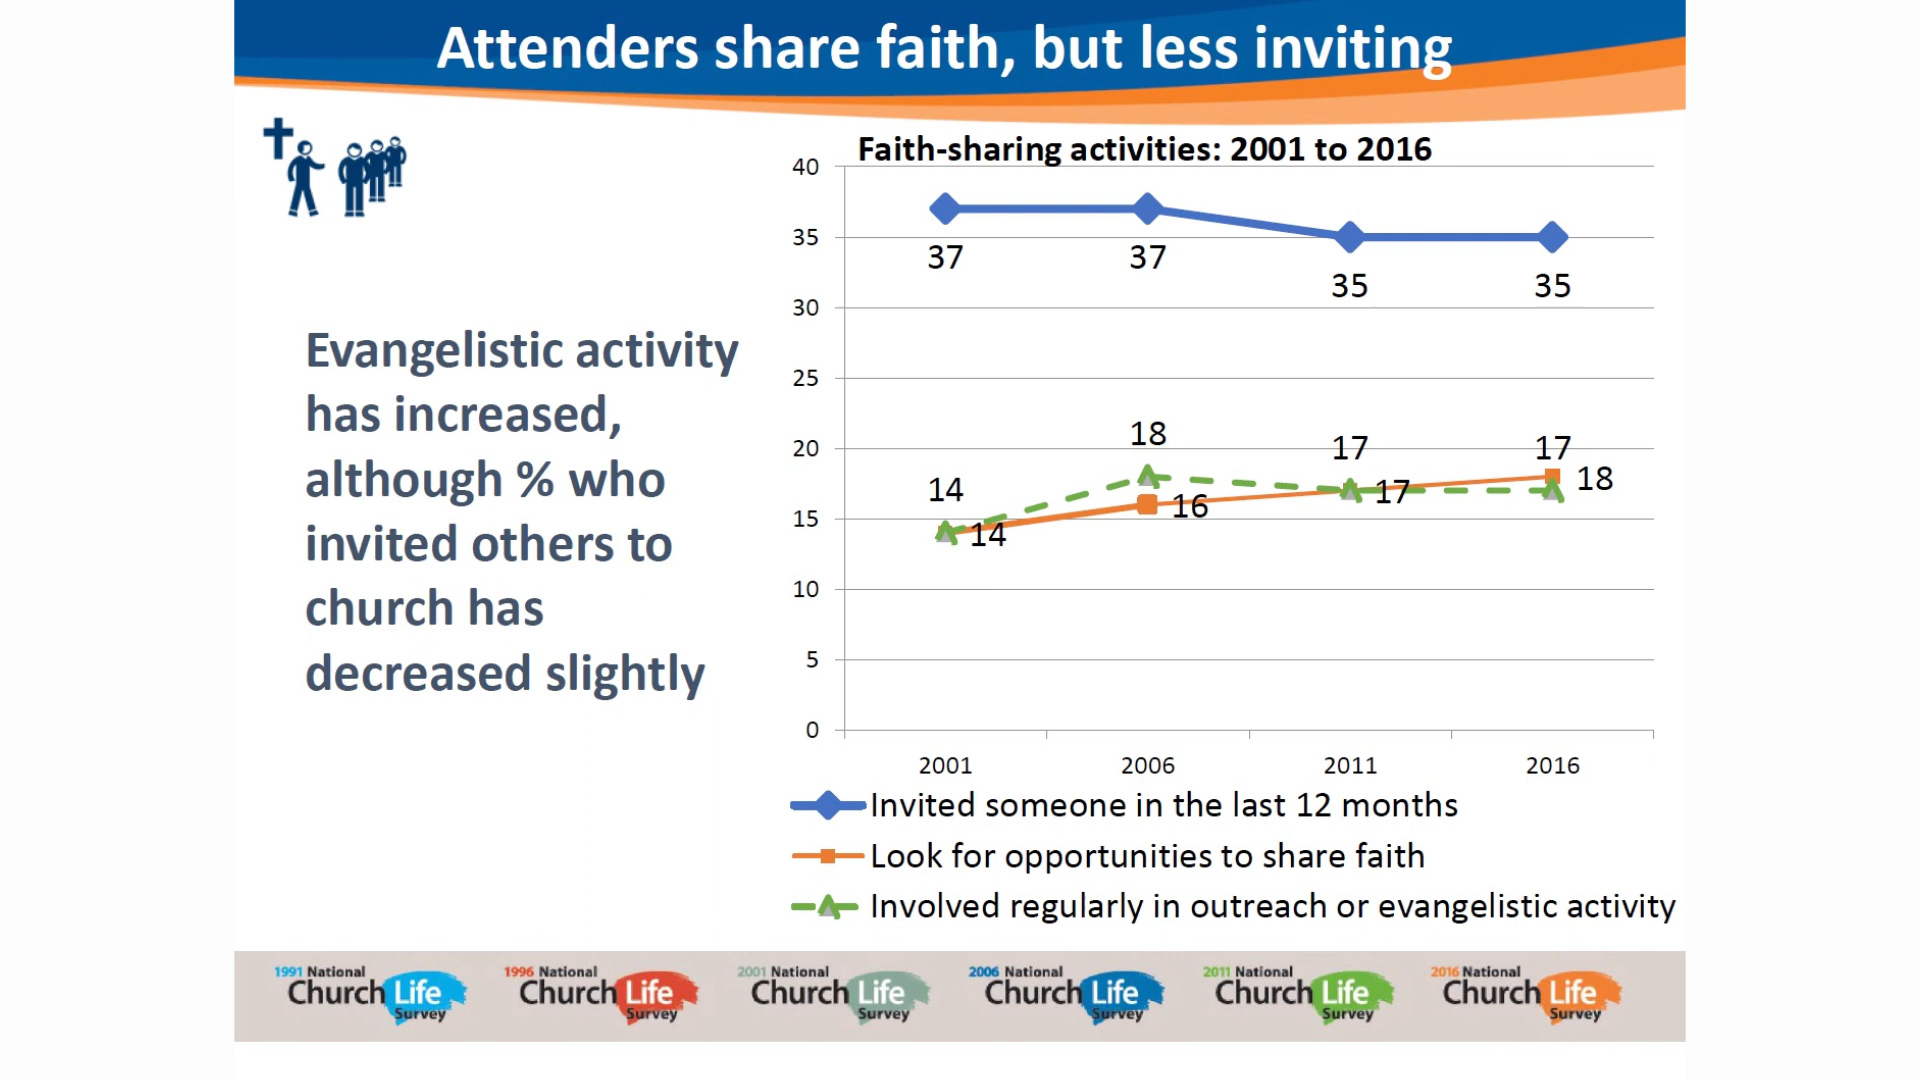 Attenders share faith, but less inviting
Evangelistic activity
has increased,
although % who
invited others to
church has
decreased slightly
Faith-sharing activities: 2001 to 2016
40
35
30
25
20
15
10
5
0
37
37
35
35
14
18
17
17
14
16
17
18
2001
2006
2011
2016
Invited someone in the last 12 months
Look for opportunities to share faith
Involved regularly in outreach or evangelistic activity
1991 National
Church Life
Survey
1996 National
Church Life
Survey
2001 National
Church Life
Survey
2006 National
Church Life
Survey
2011 National
Church Life
Survey
2016 National
Church Life
Survey